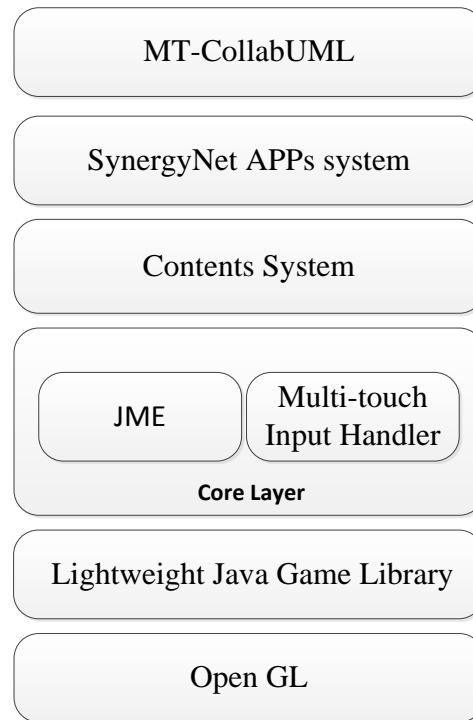 MT-CollabUML
SynergyNet APPs system
Contents System
JME
Multi-touch
Input Handler
Core Layer
Lightweight Java Game Library
Open GL